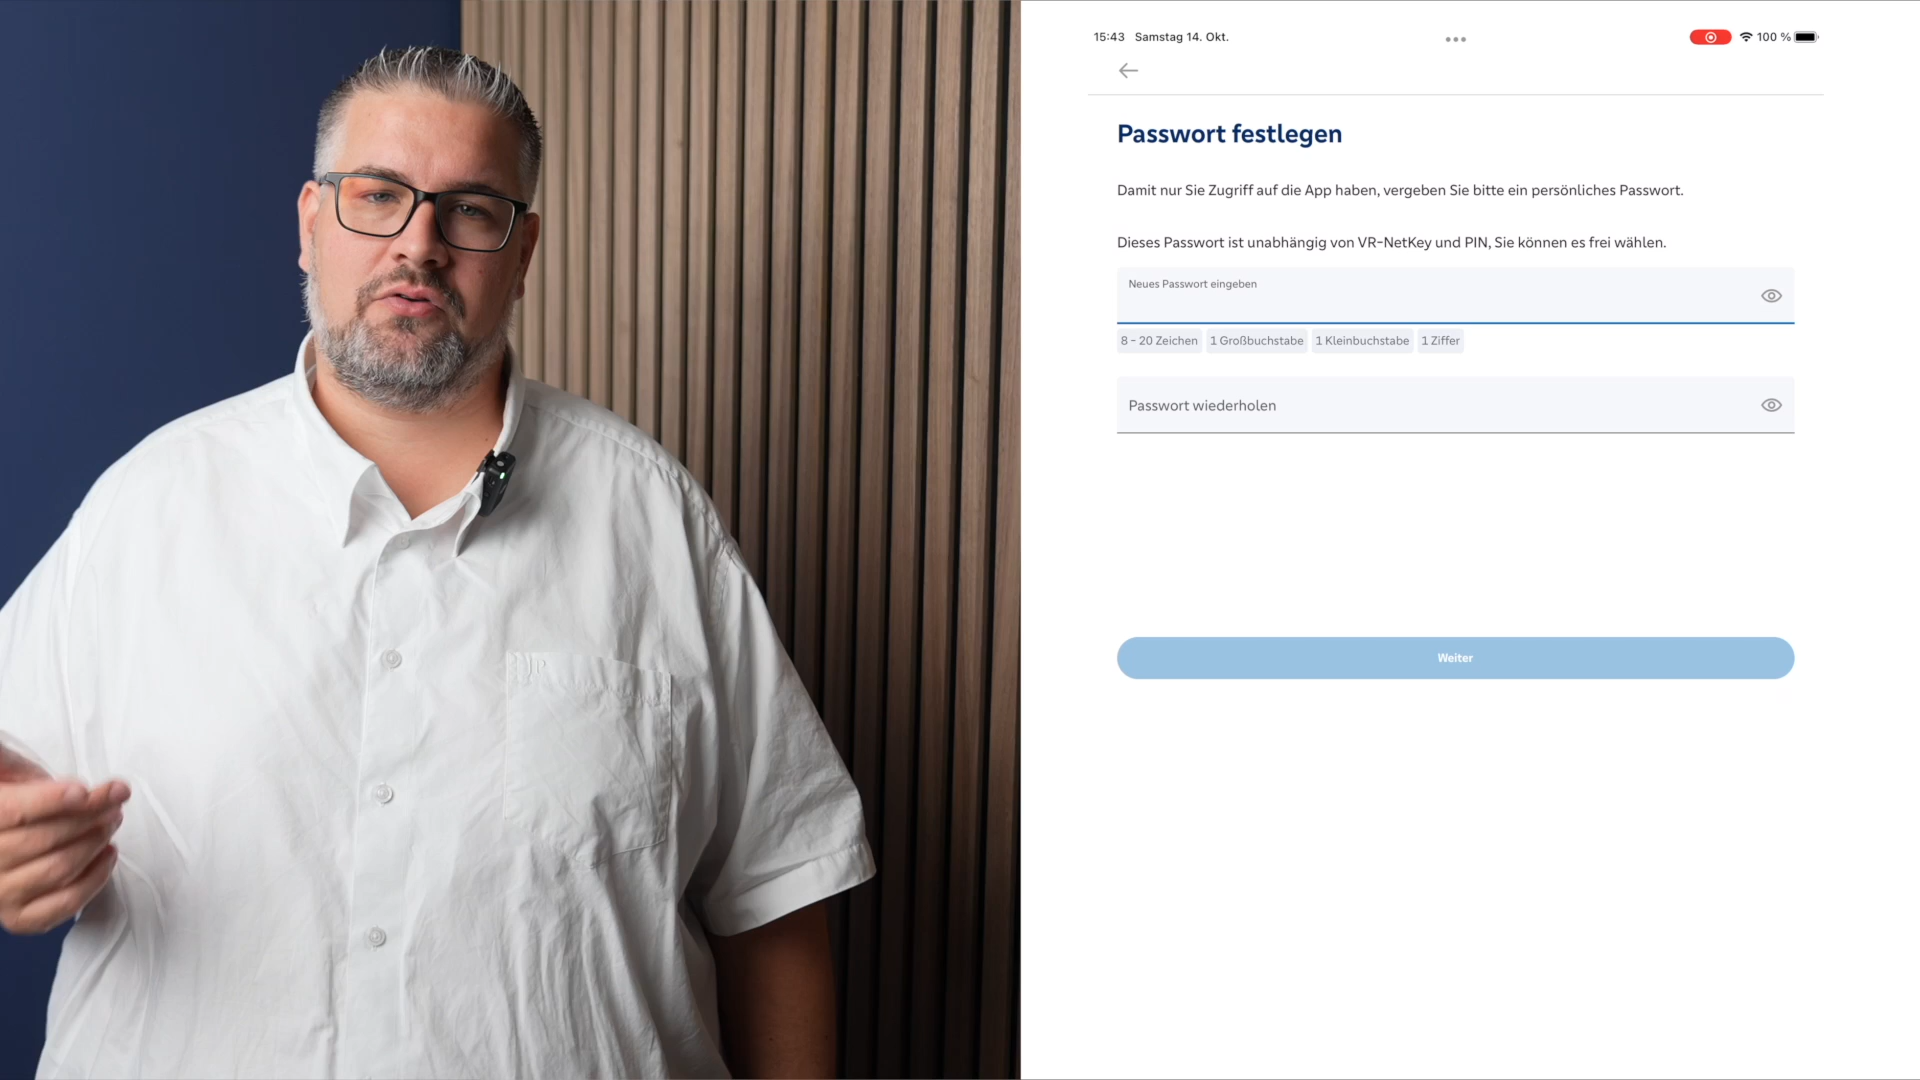 15:43 Samstag 14. Okt.
100 %
Passwort festlegen
Damit nur Sie Zugriff auf die App haben, vergeben Sie bitte ein persönliches Passwort.
Dieses Passwort ist unabhängig von VR-NetKey und PIN, Sie können es frei wählen.
Neues Passwort eingeben
8 - 20 Zeichen 1 Großbuchstabe 1 Kleinbuchstabe 1 Ziffer
Passwort wiederholen
Weiter